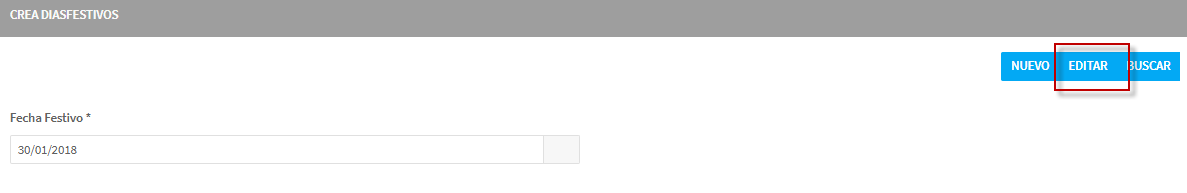 CREA DIASFESTIVOS
NUEVO EDITAR BUSCAR
Fecha Festivo *
30/01/2018